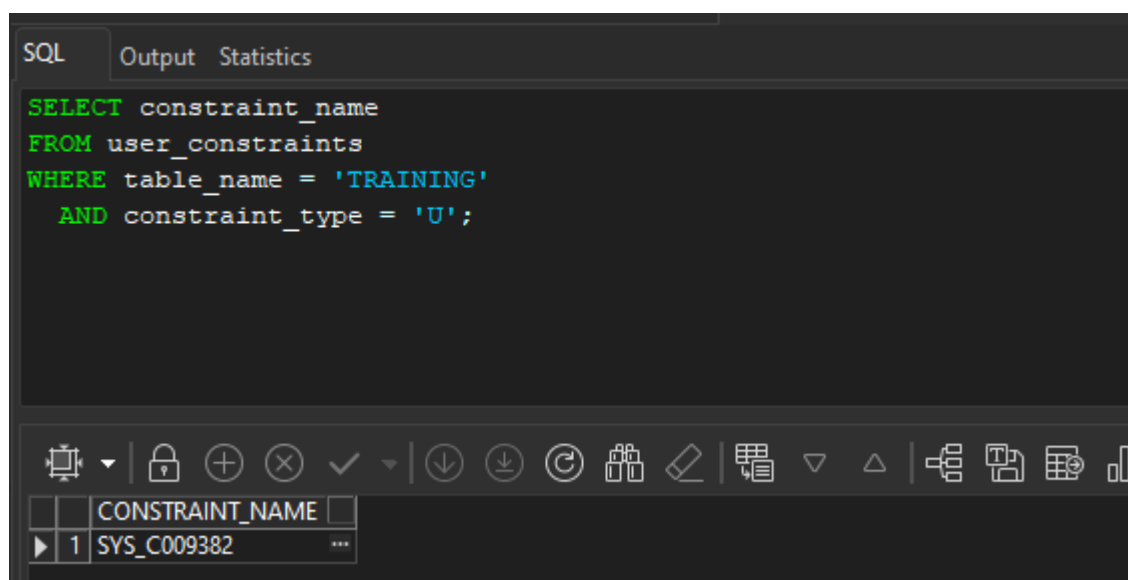 SQL Output Statistics
SELECT constraint_name
FROM user_constraints
WHERE table_name = 'TRAINING'
  AND constraint_type = 'U';
CONSTRAINT_NAME
1 SYS_C009382 ...